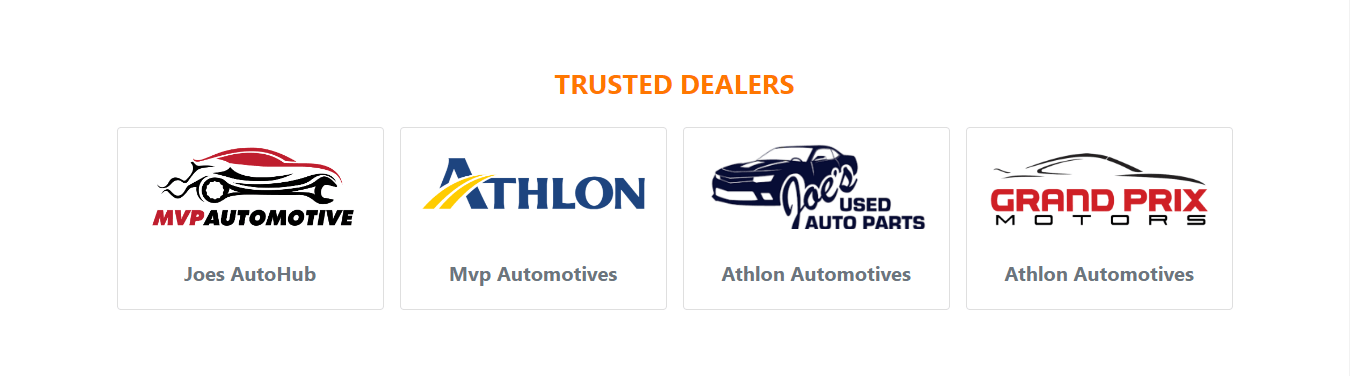 TRUSTED DEALERS
MVPAUTOMOTIVE
Joes AutoHub
ATHLON
Mvp Automotives
Joe's
USED
AUTO PARTS
Athlon Automotives
GRAND PRIX
MOTORS
Athlon Automotives